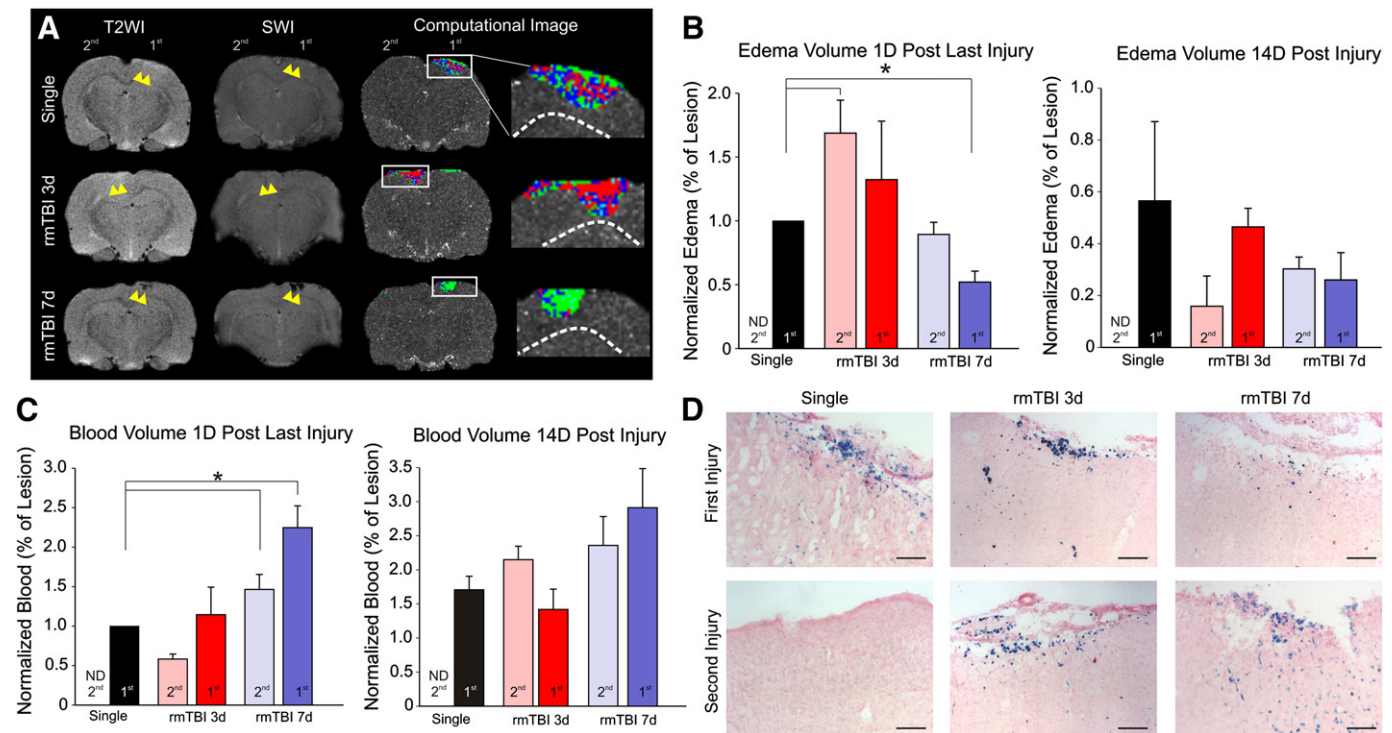 A
T2WI
SWI
Computational Image
2nd 1st
2nd 1st
2nd 1st
Single
rmTBI 3d
rmTBI 7d
B
Edema Volume 1D Post Last Injury
Normalized Edema (% of Lesion)
2.0
1.5
1.0
0.5
0
*
ND
2nd 1st 2nd 1st 2nd 1st
Single rmTBI 3d rmTBI 7d
Edema Volume 14D Post Injury
Normalized Edema (% of Lesion)
1.0
0.8
0.6
0.4
0.2
ND
2nd 1st 2nd 1st 2nd 1st
Single rmTBI 3d rmTBI 7d
C
Blood Volume 1D Post Last Injury
Normalized Blood (% of Lesion)
3.0
2.5
2.0
1.5
1.0
0.5
0
*
ND
2nd 1st 2nd 1st 2nd 1st
Single rmTBI 3d rmTBI 7d
Blood Volume 14D Post Injury
Normalized Blood (% of Lesion)
3.5
3.0
2.5
2.0
1.5
1.0
0.5
0
ND
2nd 1st 2nd 1st 2nd 1st
Single rmTBI 3d rmTBI 7d
D
Single
rmTBI 3d
rmTBI 7d
First Injury
Second Injury